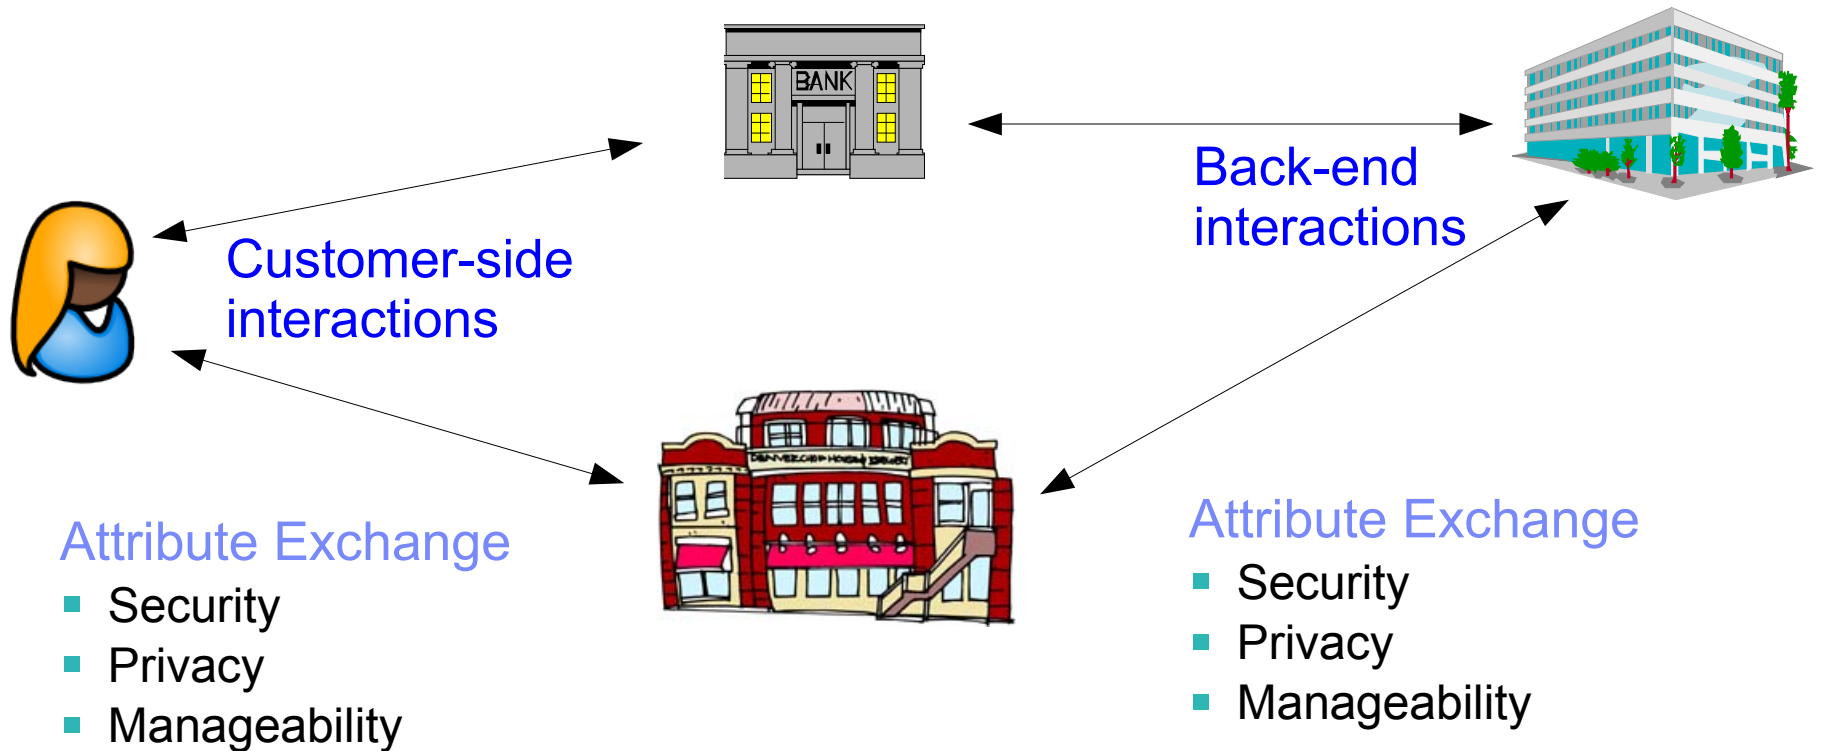 BANK
Back-end
interactions
Customer-side
interactions
Attribute Exchange
Security
Privacy
Manageability
Attribute Exchange
Security
Privacy
Manageability